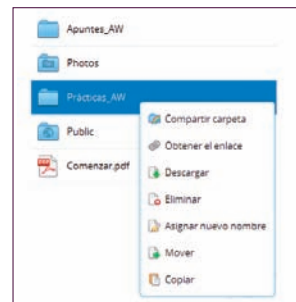 Apuntes_AW
Photos
Prácticas_AW
Public
Comenzar.pdf
Compartir carpeta
Obtener el enlace
Descargar
Eliminar
Asignar nuevo nombre
Mover
Copiar